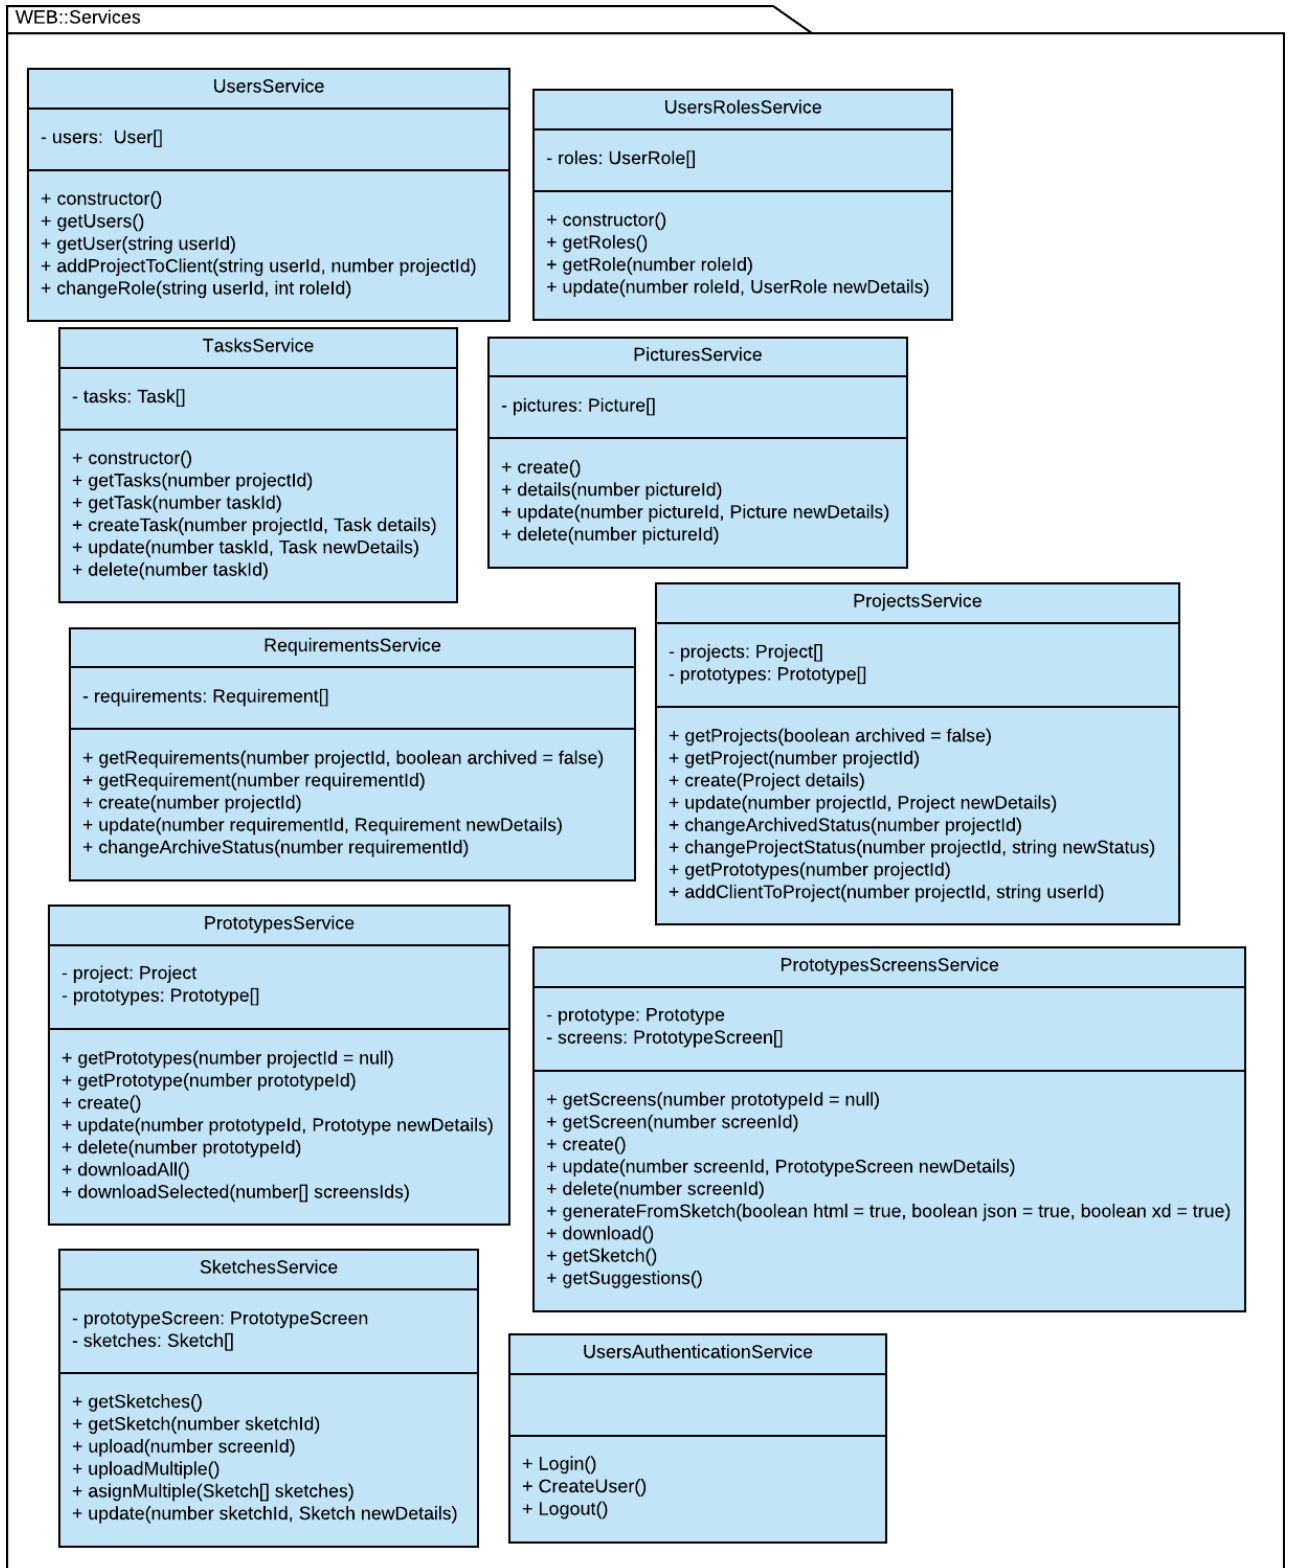 WEB::Services
UsersService
- users:  User[]
+ constructor()
+ getUsers()
+ getUser(string userId)
+ addProjectToClient(string userId, number projectId)
+ changeRole(string userId, int roleId)
UsersRolesService
- roles: UserRole[]
+ constructor()
+ getRoles()
+ getRole(number roleId)
+ update(number roleId, UserRole newDetails)
TasksService
- tasks: Task[]
+ constructor()
+ getTasks(number projectId)
+ getTask(number taskId)
+ createTask(number projectId, Task details)
+ update(number taskId, Task newDetails)
+ delete(number taskId)
PicturesService
- pictures: Picture[]
+ create()
+ details(number pictureId)
+ update(number pictureId, Picture newDetails)
+ delete(number pictureId)
RequirementsService
- requirements: Requirement[]
+ getRequirements(number projectId, boolean archived = false)
+ getRequirement(number requirementId)
+ create(number projectId)
+ update(number requirementId, Requirement newDetails)
+ changeArchiveStatus(number requirementId)
ProjectsService
- projects: Project[]
- prototypes: Prototype[]
+ getProjects(boolean archived = false)
+ getProject(number projectId)
+ create(Project details)
+ update(number projectId, Project newDetails)
+ changeArchivedStatus(number projectId)
+ changeProjectStatus(number projectId, string newStatus)
+ getPrototypes(number projectId)
+ addClientToProject(number projectId, string userId)
PrototypesService
- project: Project
- prototypes: Prototype[]
+ getPrototypes(number projectId = null)
+ getPrototype(number prototypeId)
+ create()
+ update(number prototypeId, Prototype newDetails)
+ delete(number prototypeId)
+ downloadAll()
+ downloadSelected(number[] screensIds)
PrototypesScreensService
- prototype: Prototype
- screens: PrototypeScreen[]
+ getScreens(number prototypeId = null)
+ getScreen(number screenId)
+ create()
+ update(number screenId, PrototypeScreen newDetails)
+ delete(number screenId)
+ generateFromSketch(boolean html = true, boolean json = true, boolean xd = true)
+ download()
+ getSketch()
+ getSuggestions()
SketchesService
- prototypeScreen: PrototypeScreen
- sketches: Sketch[]
+ getSketches()
+ getSketch(number sketchId)
+ upload(number screenId)
+ uploadMultiple()
+ asignMultiple(Sketch[] sketches)
+ update(number sketchId, Sketch newDetails)
UsersAuthenticationService
+ Login()
+ CreateUser()
+ Logout()